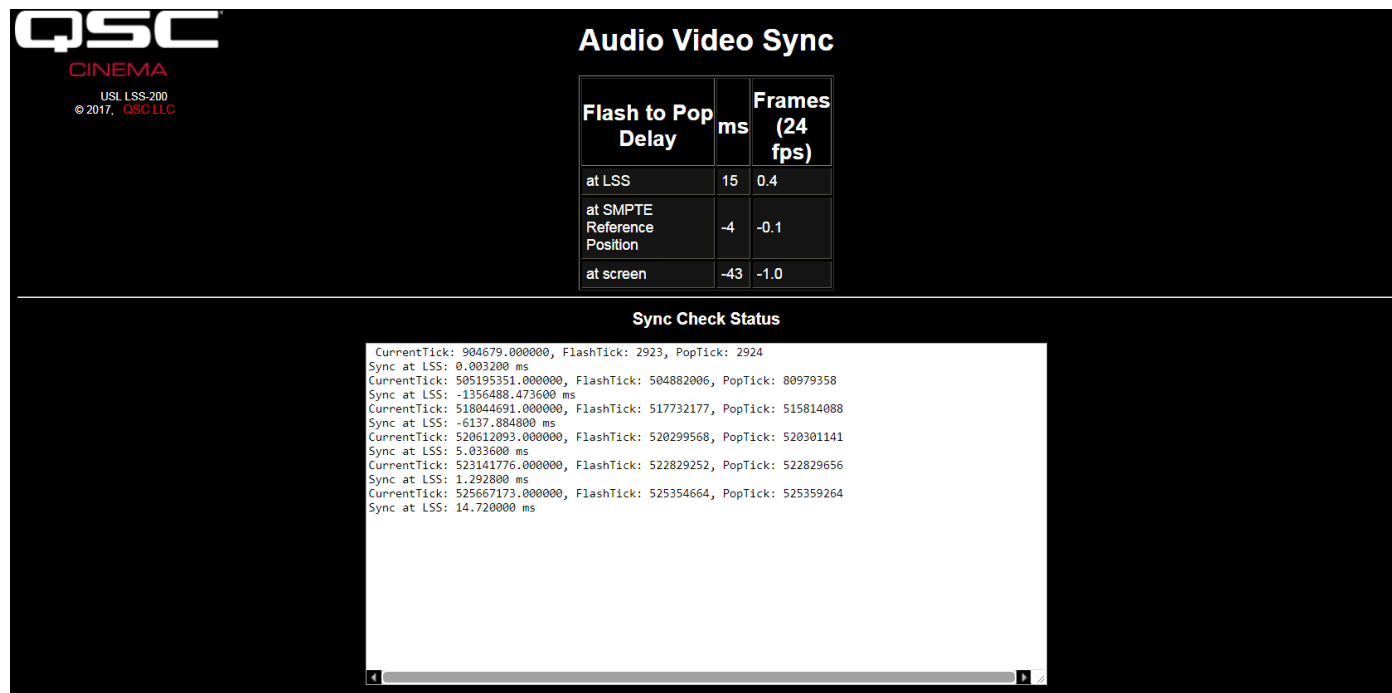 QSC
CINEMA
USL LSS-200
© 2017, QSC LLC
Audio Video Sync
Flash to Pop Delay ms Frames (24 fps)
at LSS 15 0.4
at SMPTE Reference Position -4 -0.1
at screen -43 -1.0
Sync Check Status
CurrentTick: 904679.000000, FlashTick: 2923, PopTick: 2924
Sync at LSS: 0.003200 ms
CurrentTick: 505195351.000000, FlashTick: 504882006, PopTick: 80979358
Sync at LSS: -1356488.473600 ms
CurrentTick: 518044691.000000, FlashTick: 517732177, PopTick: 515814088
Sync at LSS: -6137.884800 ms
CurrentTick: 520612093.000000, FlashTick: 520299568, PopTick: 520301141
Sync at LSS: 5.033600 ms
CurrentTick: 523141776.000000, FlashTick: 522829252, PopTick: 522829656
Sync at LSS: 1.292800 ms
CurrentTick: 525667173.000000, FlashTick: 525354664, PopTick: 525359264
Sync at LSS: 14.720000 ms